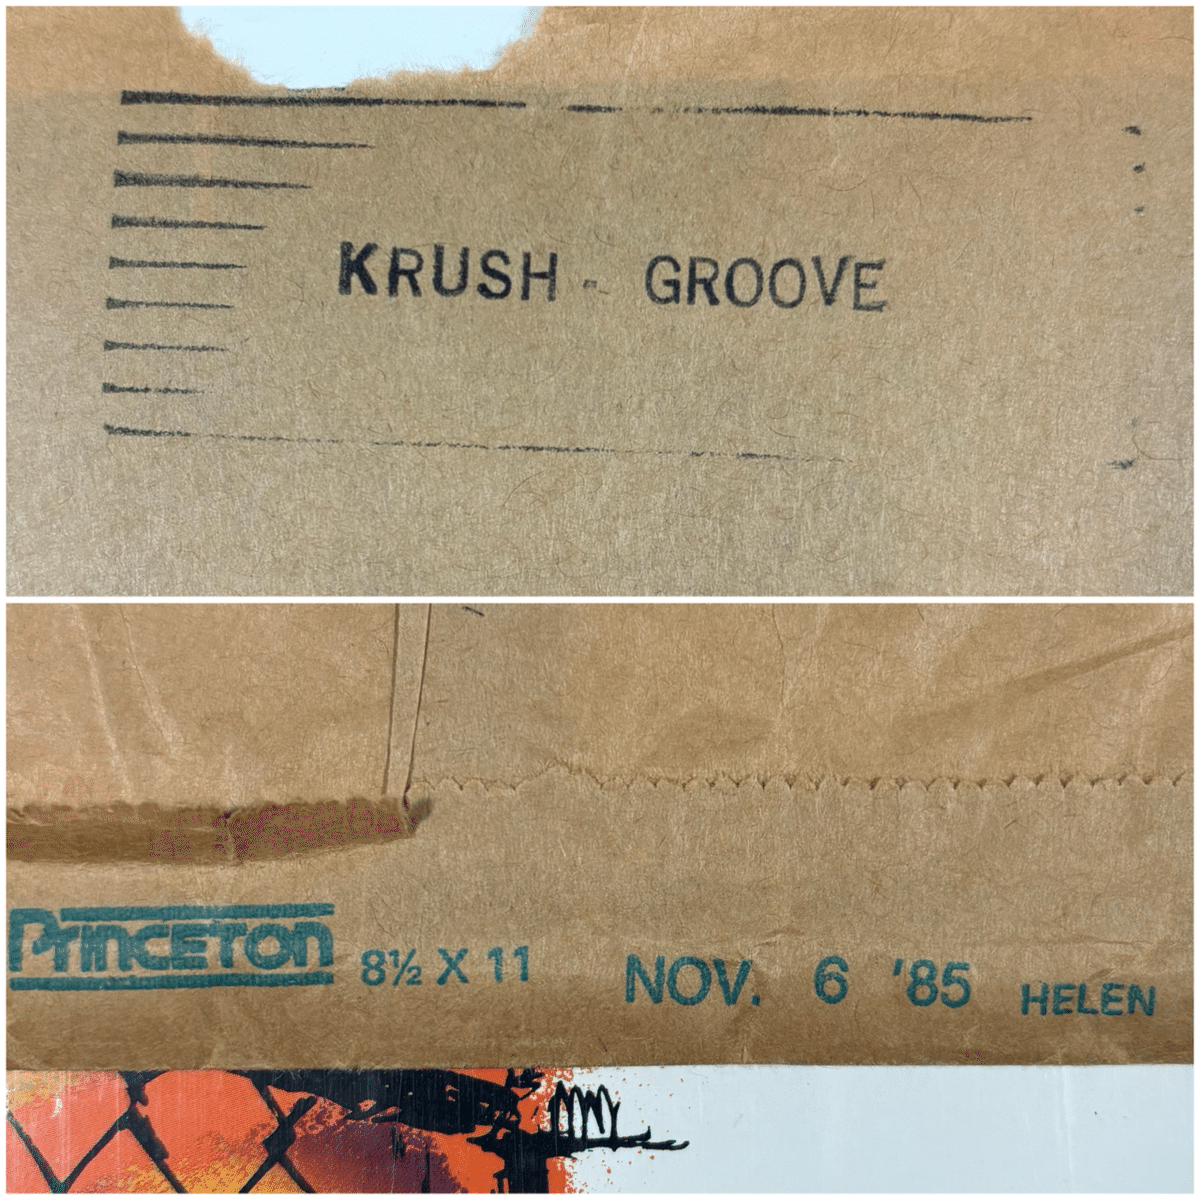 KRUSH - GROOVE
PRINCETON 8½ X 11 NOV. 6 '85 HELEN